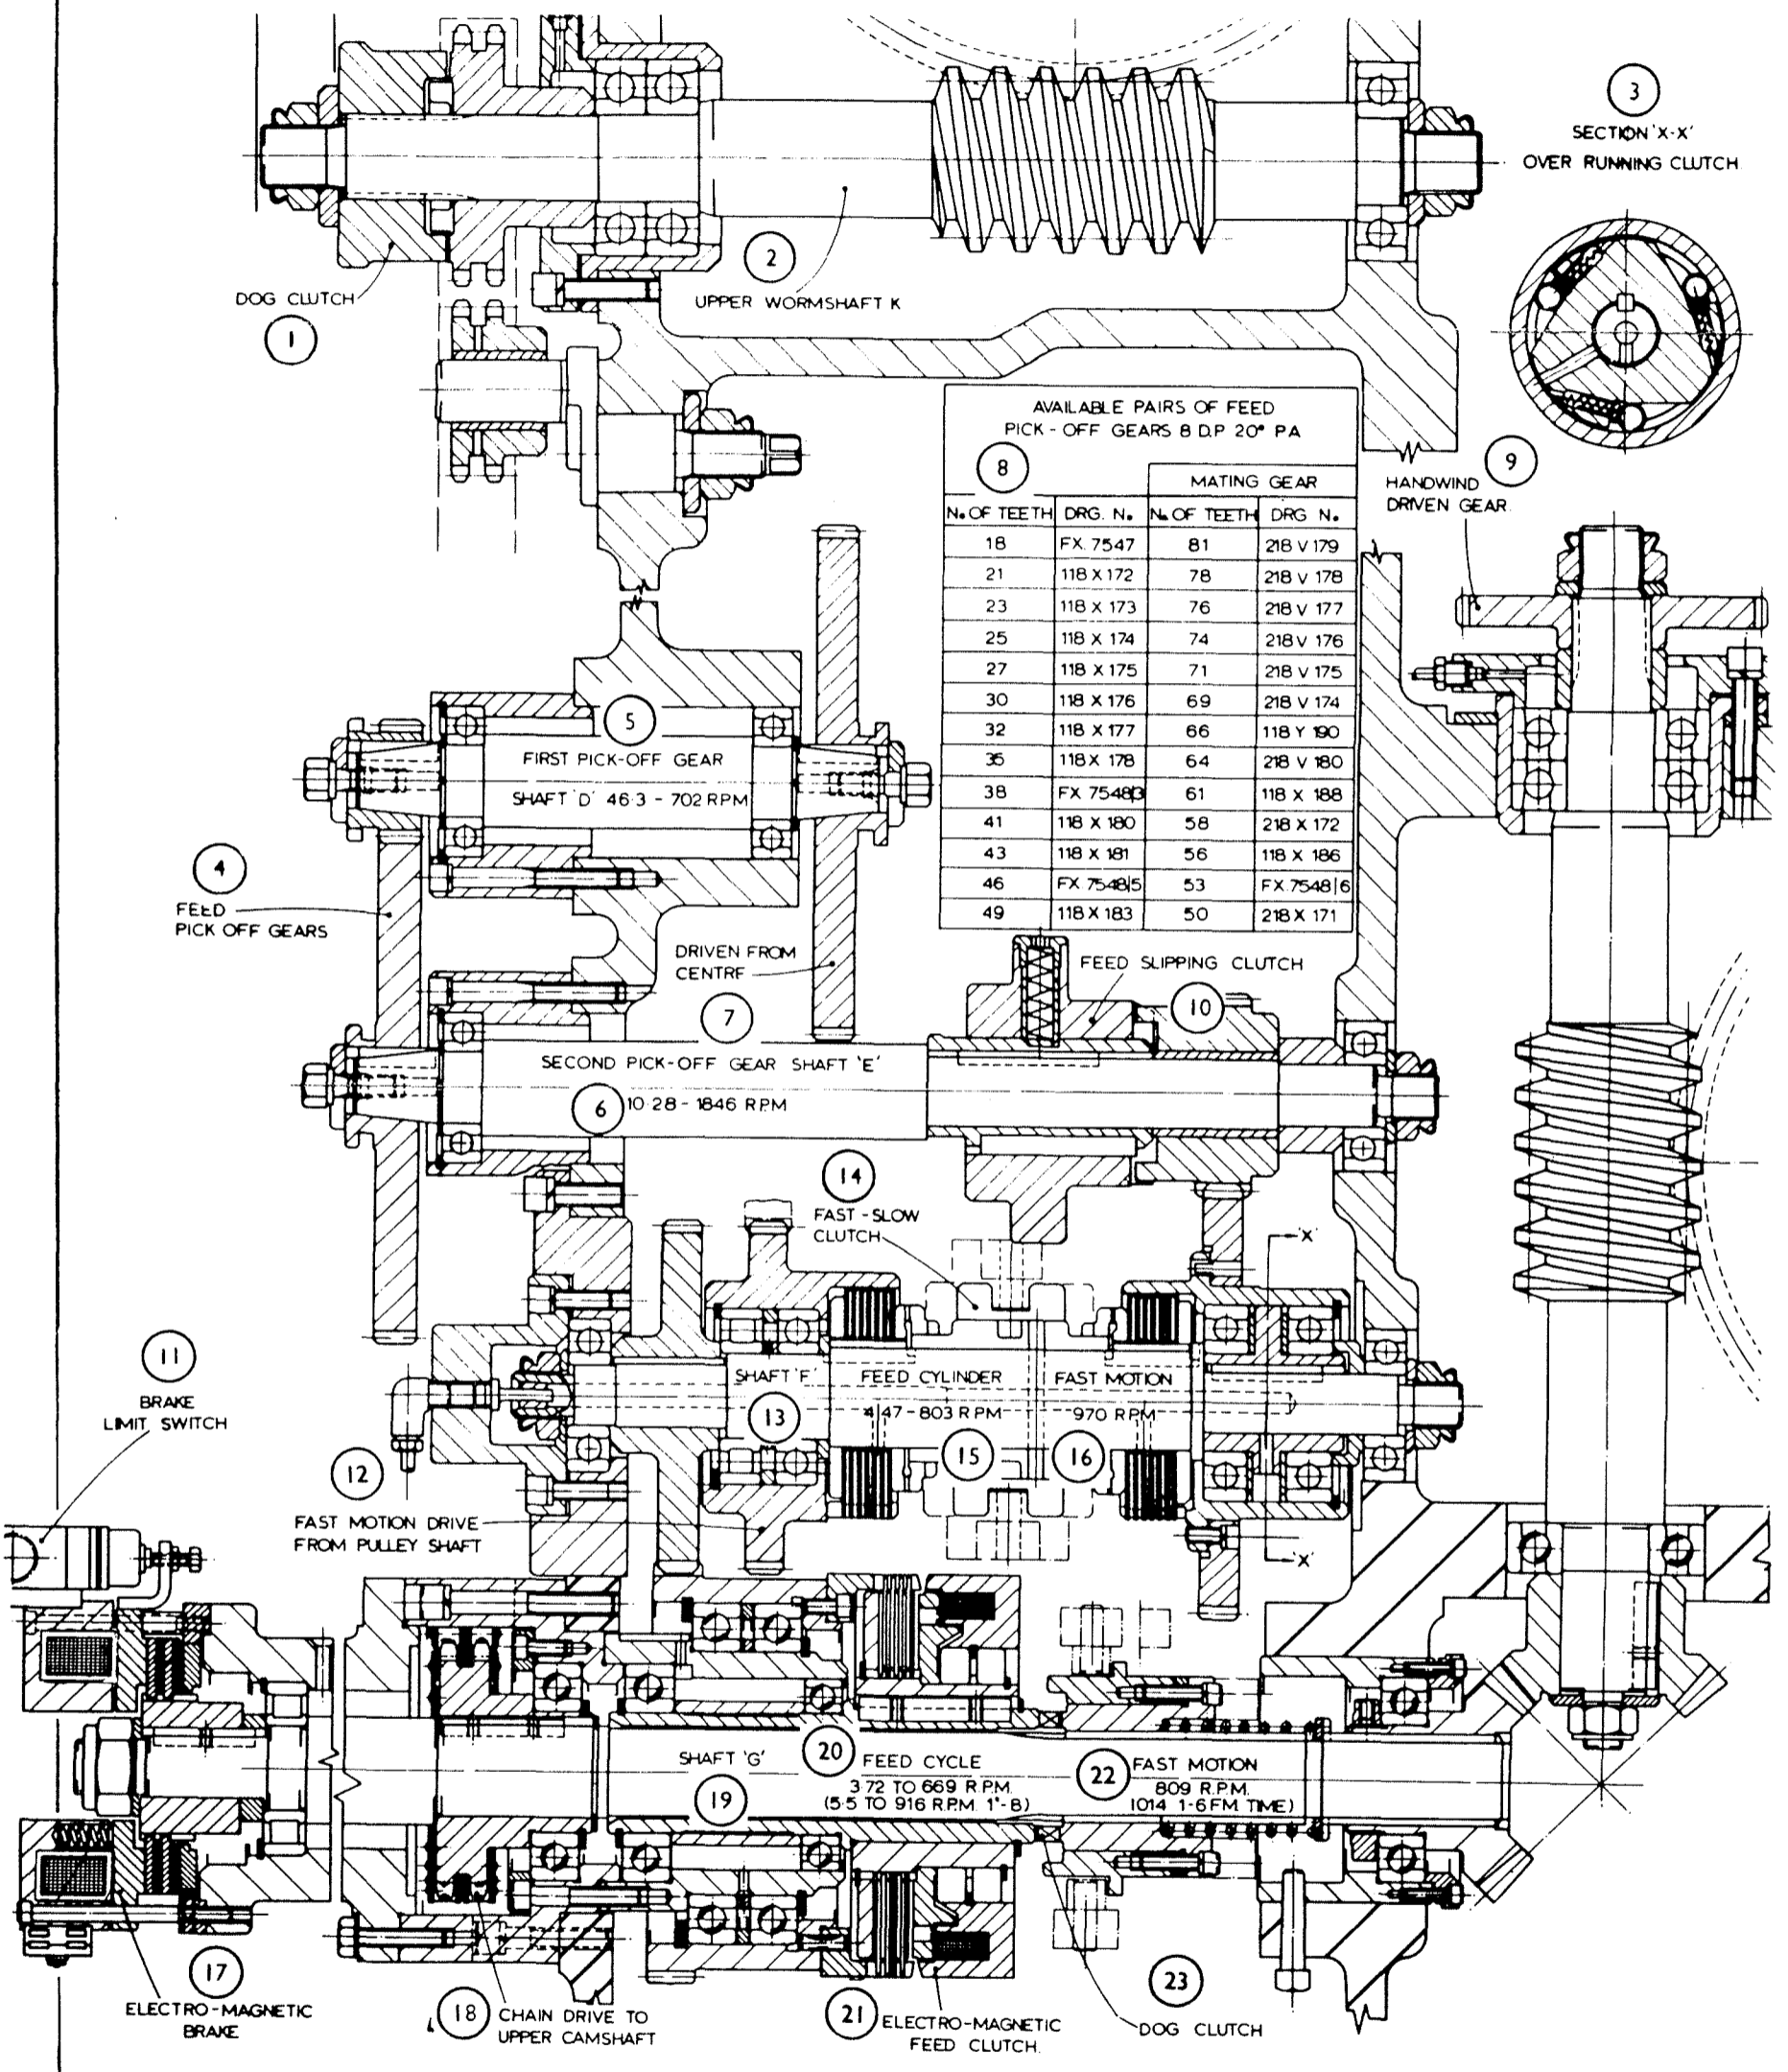 3
SECTION 'X-X'
OVER RUNNING CLUTCH
2
UPPER WORMSHAFT K
DOG CLUTCH
1
AVAILABLE PAIRS OF FEED
PICK-OFF GEARS 8 D.P 20° PA
8
MATING GEAR
No OF TEETH DRG. No. No OF TEETH DRG No.
18 FX. 7547 81 218 V 179
21 118 X 172 78 218 V 178
23 118 X 173 76 218 V 177
25 118 X 174 74 218 V 176
27 118 X 175 71 218 V 175
30 118 X 176 69 218 V 174
32 118 X 177 66 118 Y 190
35 118 X 178 64 218 V 180
38 FX 7548/3 61 118 X 188
41 118 X 180 58 218 X 172
43 118 X 181 56 118 X 186
46 FX 7548/5 53 FX.7548/6
49 118 X 183 50 218 X 171
9
HANDWIND
DRIVEN GEAR.
5
FIRST PICK-OFF GEAR
SHAFT 'D' 46·3 - 702 RPM
4
FEED
PICK OFF GEARS
DRIVEN FROM
CENTRE
7
FEED SLIPPING CLUTCH
10
SECOND PICK-OFF GEAR SHAFT 'E'
6
10·28 - 1846 RPM
14
FAST-SLOW
CLUTCH
'X'
11
BRAKE
LIMIT SWITCH
SHAFT 'F' FEED CYLINDER FAST MOTION
4·47 - 803 RPM 970 RPM
13
15
16
12
FAST MOTION DRIVE
FROM PULLEY SHAFT
'X'
SHAFT 'G'
19
20
FEED CYCLE
3·72 TO 669 R.P.M.
(5·5 TO 916 R.P.M. 1"-8)
22
FAST MOTION
809 R.P.M.
(1014 1-6 FM. TIME)
17
ELECTRO-MAGNETIC
BRAKE
18
CHAIN DRIVE TO
UPPER CAMSHAFT
21
ELECTRO-MAGNETIC
FEED CLUTCH.
23
DOG CLUTCH